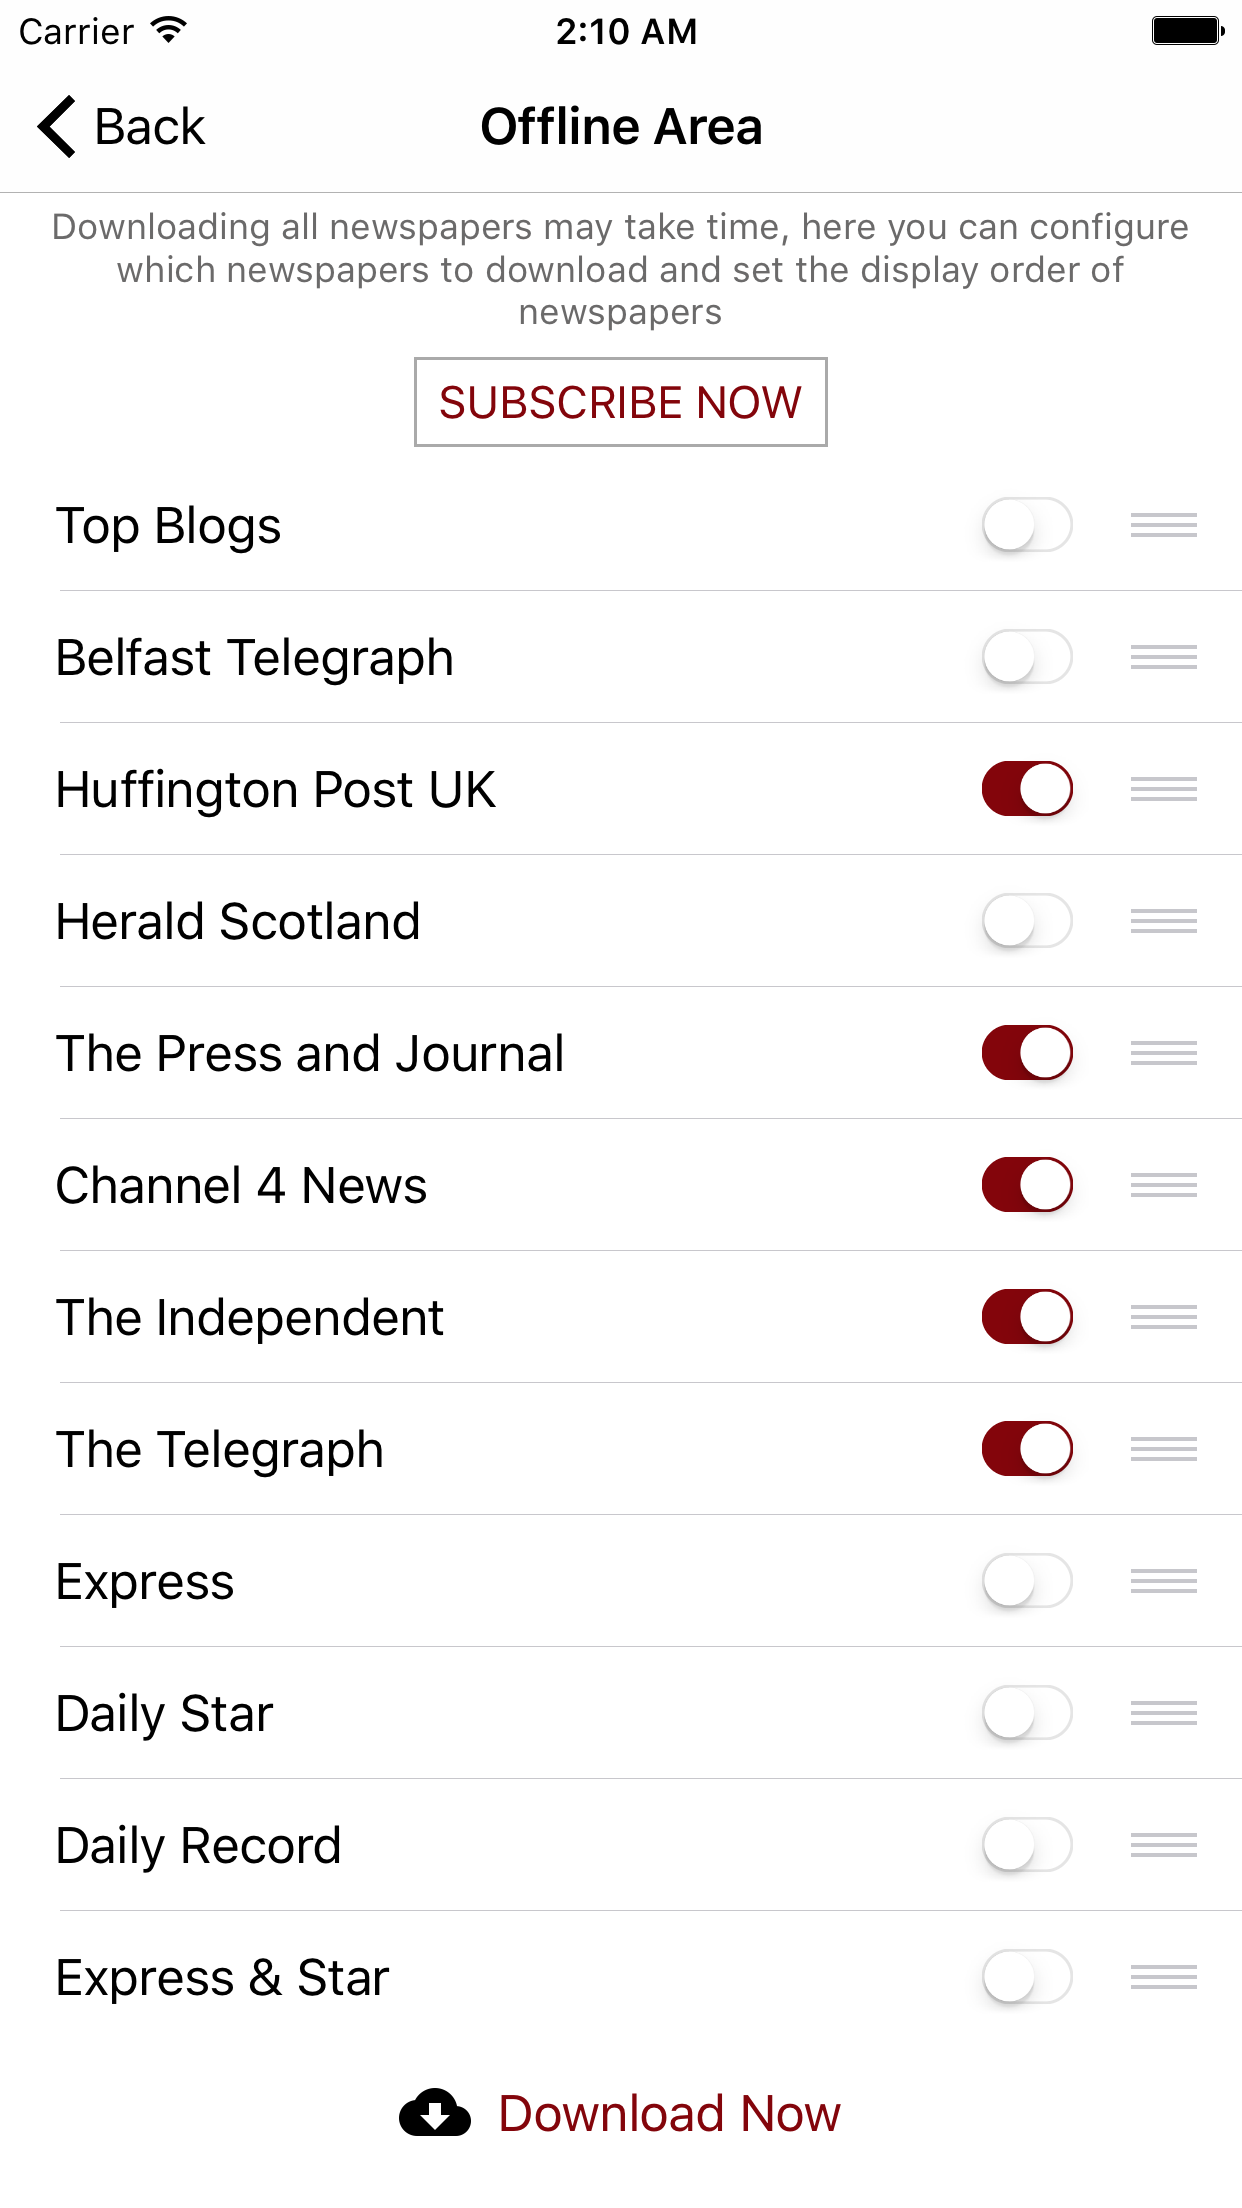 Carrier 2:10 AM
Back Offline Area
Downloading all newspapers may take time, here you can configure
which newspapers to download and set the display order of
newspapers
SUBSCRIBE NOW
Top Blogs
Belfast Telegraph
Huffington Post UK
Herald Scotland
The Press and Journal
Channel 4 News
The Independent
The Telegraph
Express
Daily Star
Daily Record
Express & Star
Download Now